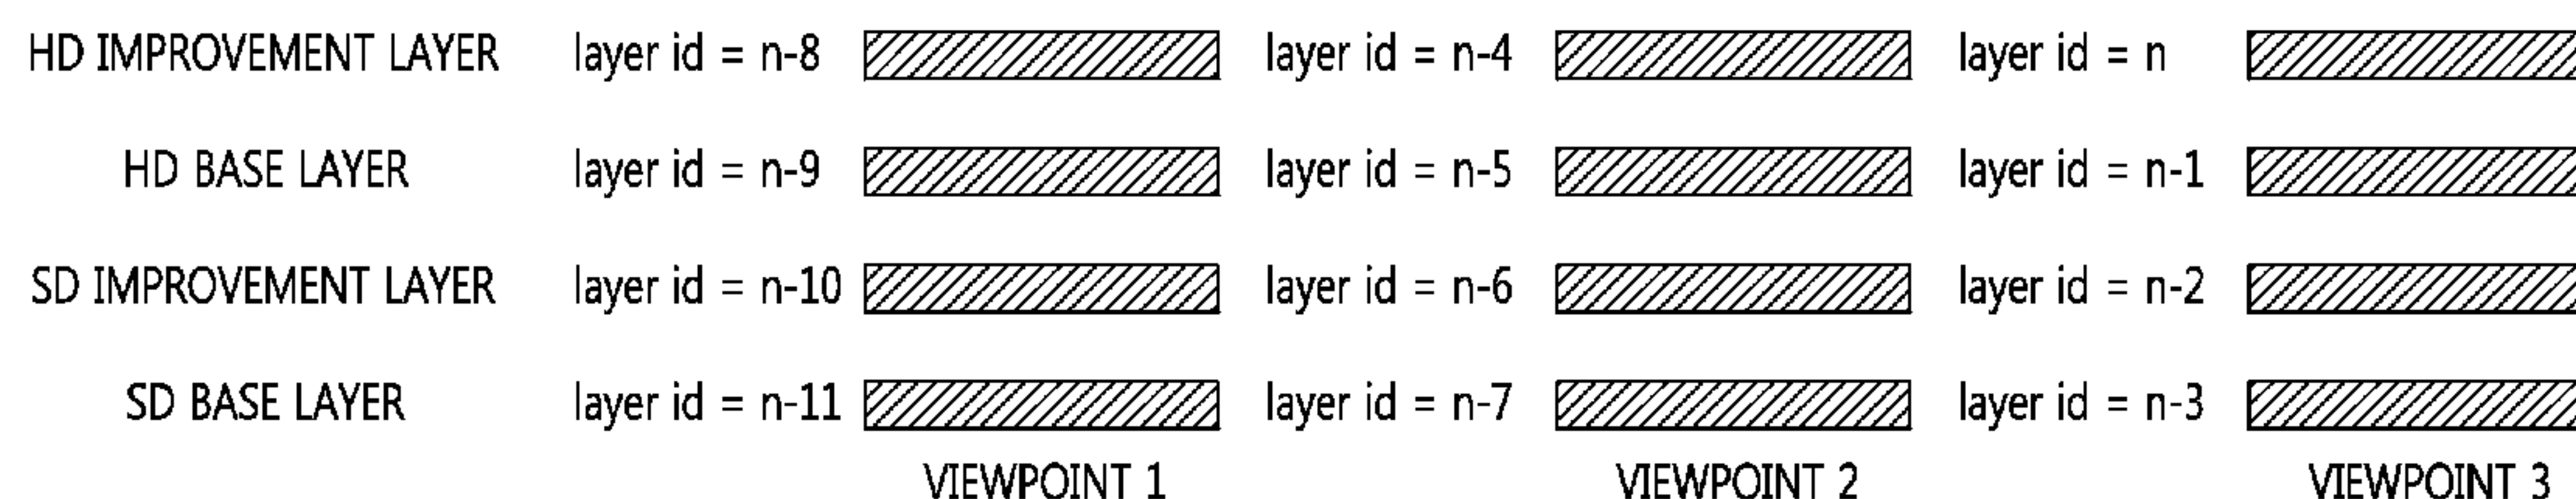 HD IMPROVEMENT LAYER layer id = n-8 layer id = n-4 layer id = n
HD BASE LAYER layer id = n-9 layer id = n-5 layer id = n-1
SD IMPROVEMENT LAYER layer id = n-10 layer id = n-6 layer id = n-2
SD BASE LAYER layer id = n-11 layer id = n-7 layer id = n-3
VIEWPOINT 1 VIEWPOINT 2 VIEWPOINT 3